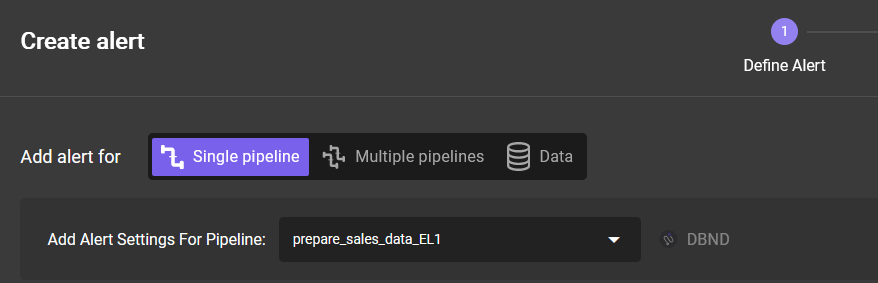 Create alert
1
Define Alert
Add alert for
Single pipeline
Multiple pipelines
Data
Add Alert Settings For Pipeline:
prepare_sales_data_EL1
DBND